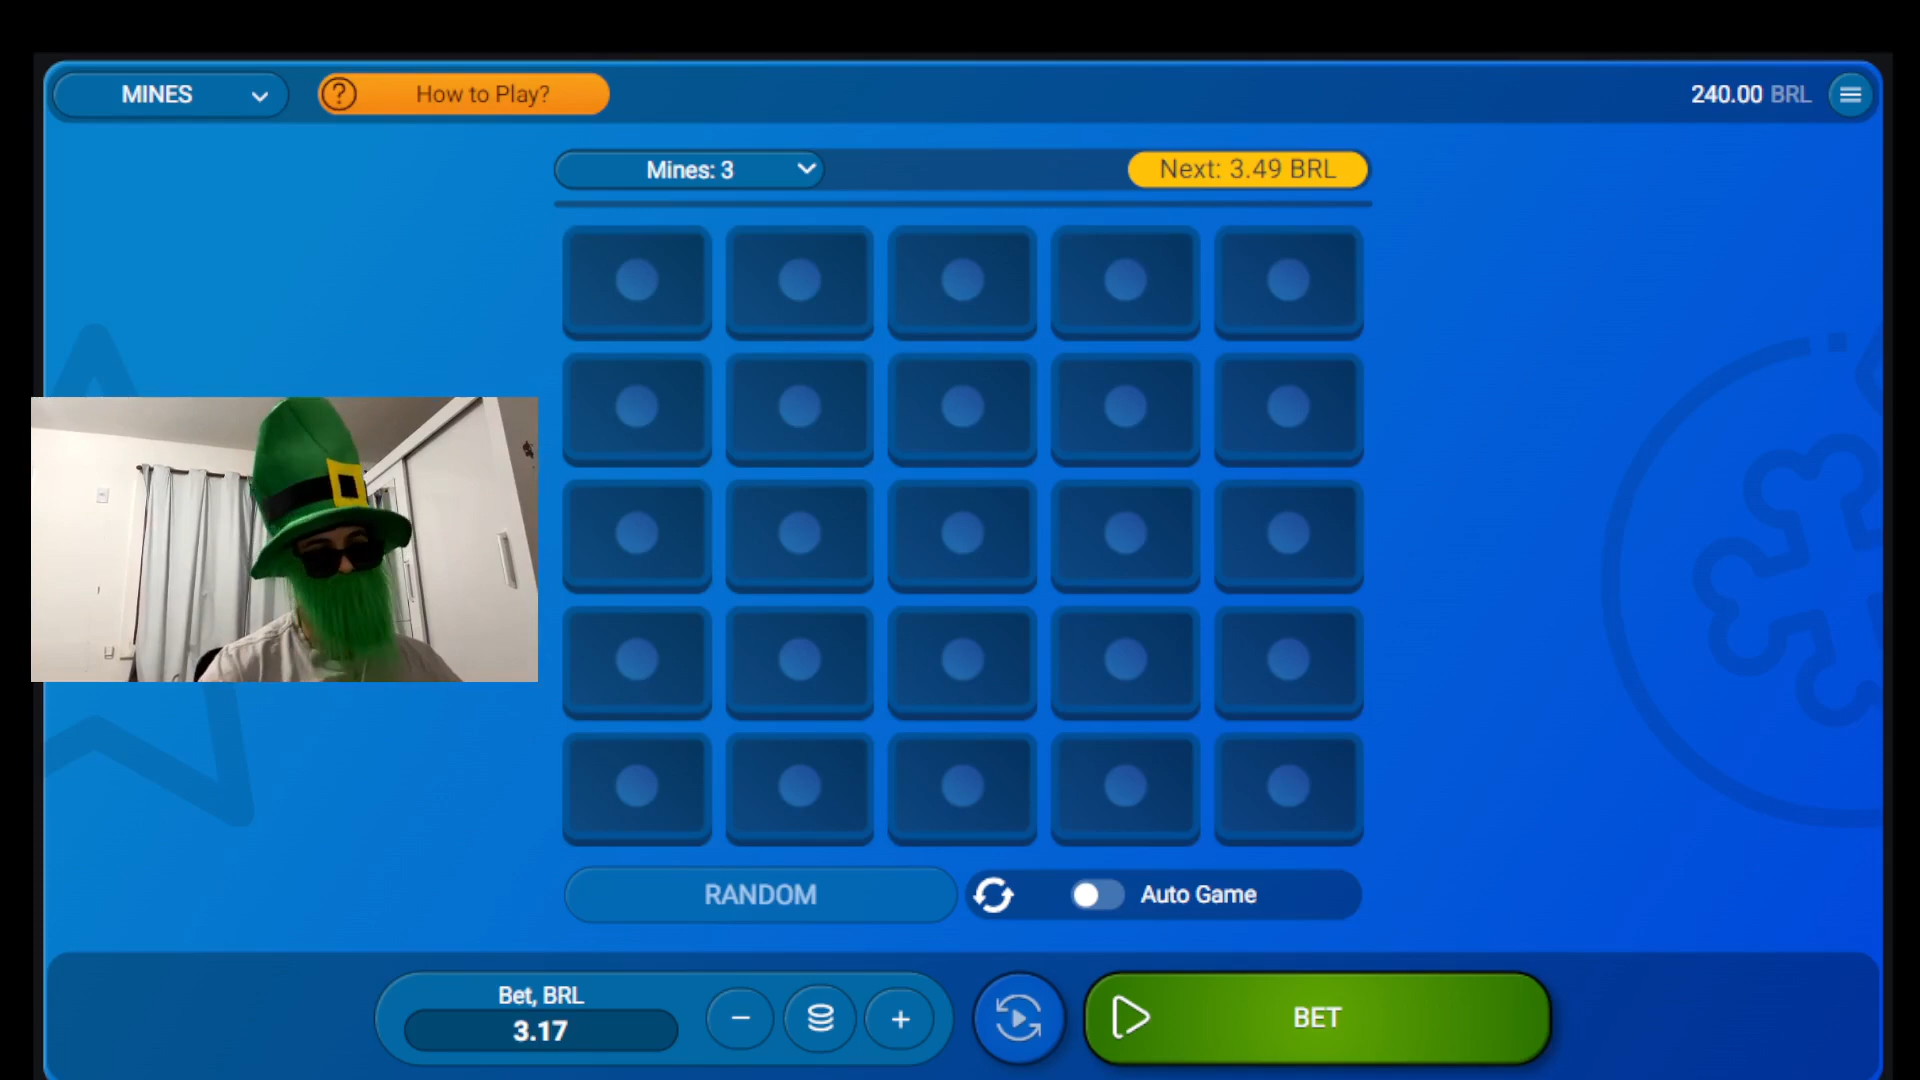 MINES
? How to Play?
240.00 BRL
Mines: 3
Next: 3.49 BRL
RANDOM
Auto Game
Bet, BRL
3.17
BET